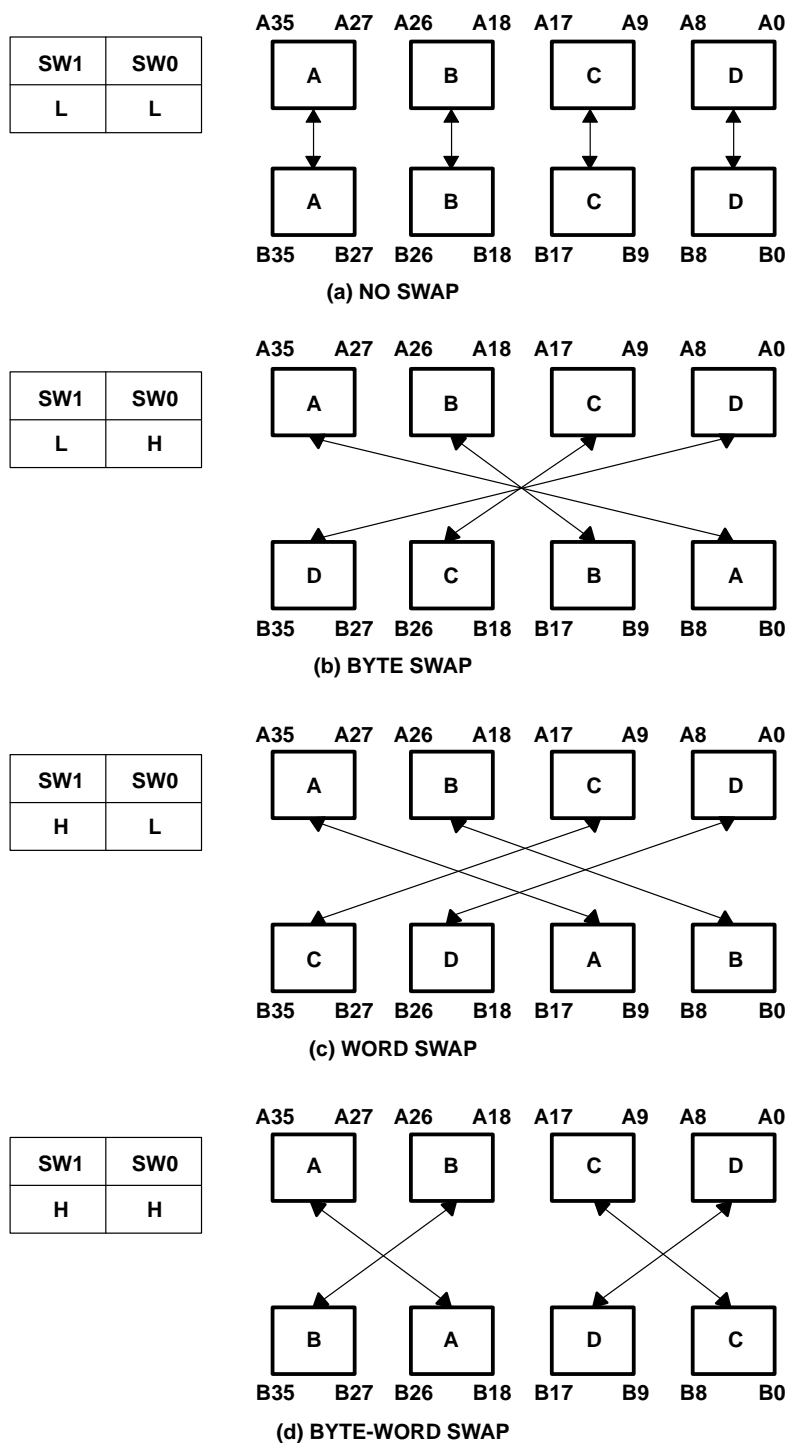 A35 A27 A26 A18 A17 A9 A8 A0
SW1 SW0
A B C D
L L
A B C D
B35 B27 B26 B18 B17 B9 B8 B0
(a) NO SWAP
A35 A27 A26 A18 A17 A9 A8 A0
SW1 SW0
A B C D
L H
D C B A
B35 B27 B26 B18 B17 B9 B8 B0
(b) BYTE SWAP
A35 A27 A26 A18 A17 A9 A8 A0
SW1 SW0
A B C D
H L
C D A B
B35 B27 B26 B18 B17 B9 B8 B0
(c) WORD SWAP
A35 A27 A26 A18 A17 A9 A8 A0
SW1 SW0
A B C D
H H
B A D C
B35 B27 B26 B18 B17 B9 B8 B0
(d) BYTE-WORD SWAP